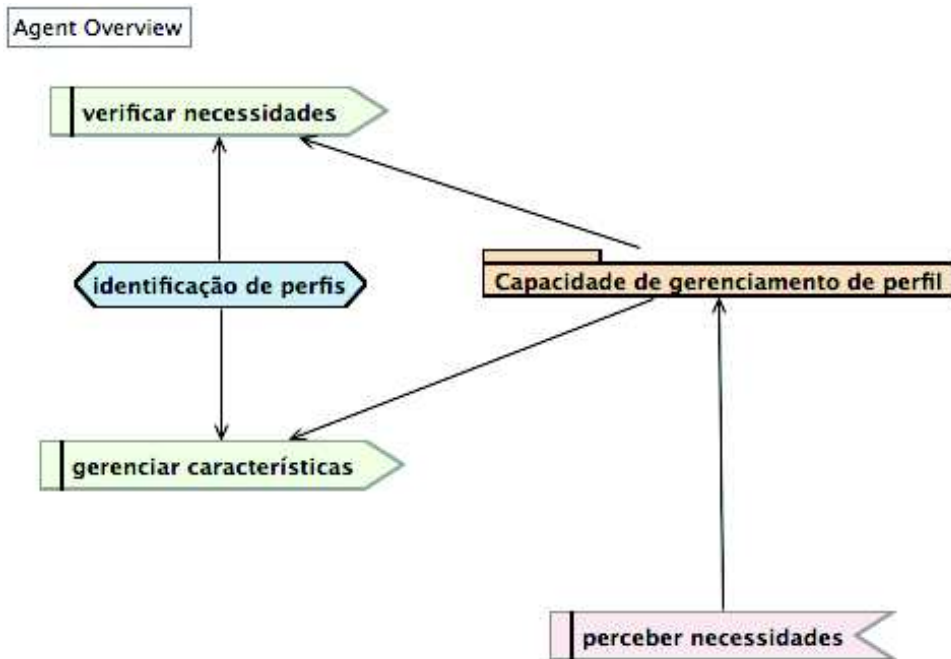 Agent Overview
verificar necessidades
identificação de perfis
Capacidade de gerenciamento de perfil
gerenciar características
perceber necessidades